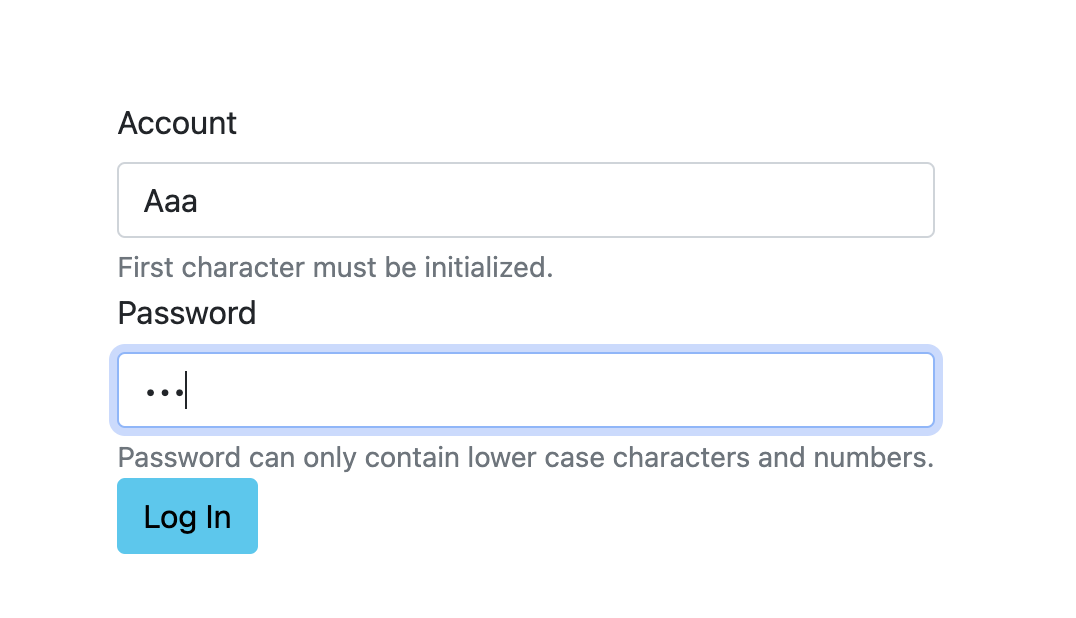 Account
Aaa
First character must be initialized.
Password
•••
Password can only contain lower case characters and numbers.
Log In